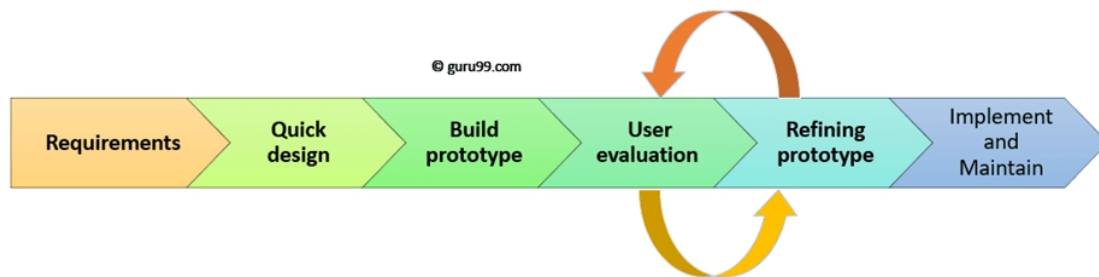 © guru99.com
Requirements
Quick
design
Build
prototype
User
evaluation
Refining
prototype
Implement
and
Maintain